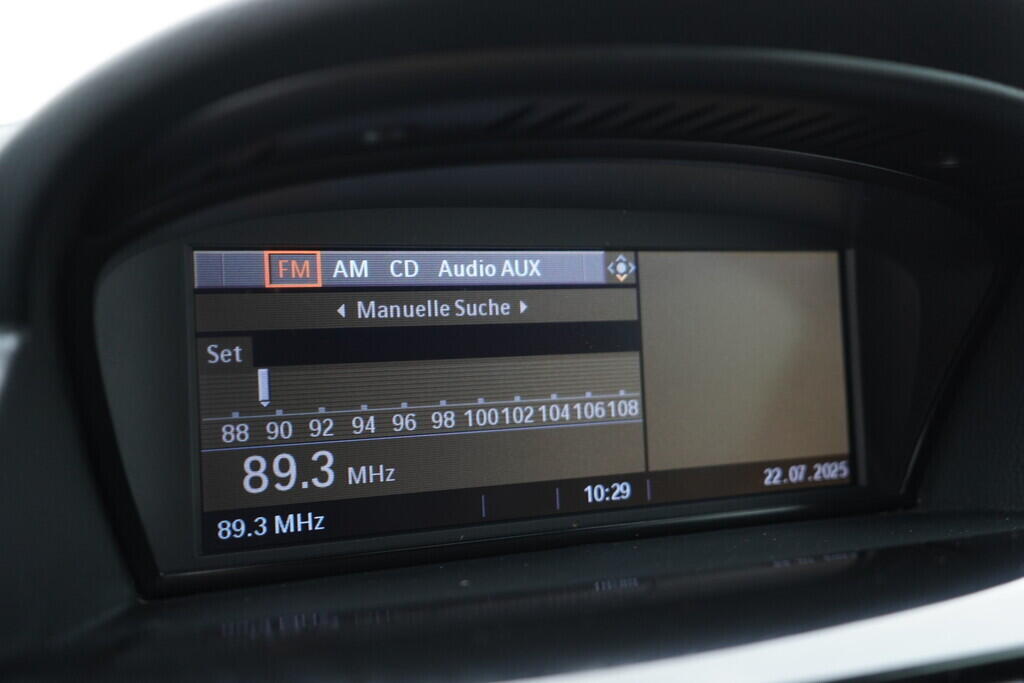 FM AM CD Audio AUX
Manuelle Suche
Set
88 90 92 94 96 98 100 102 104 106 108
89.3 MHz
89.3 MHz 10:29 22.07.2025